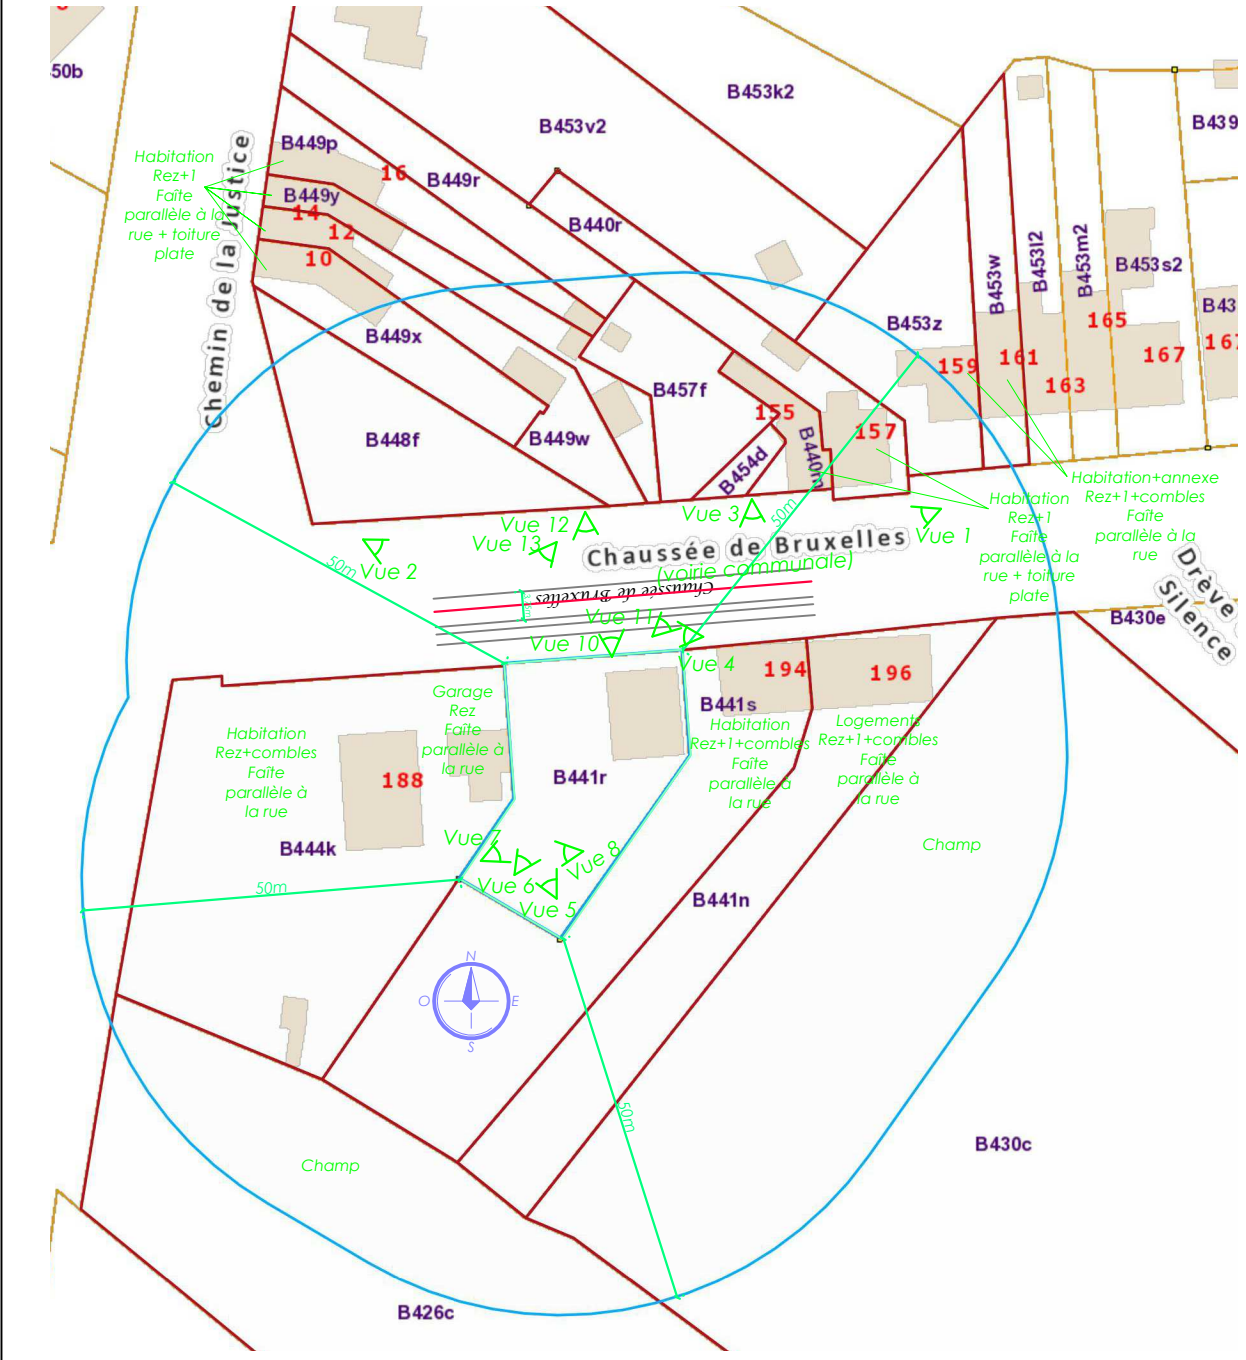 50b
B453k2
B453v2
B439
B449p
16
B449r
B449y
14
12
10
B440r
Habitation
Rez+1
Faîte
parallèle à la
rue + toiture
plate
Chemin de la Justice
B449x
B448f
B449w
B457f
B454d
155
B440m
157
B453z
159
B453w
161
B453l2
163
B453m2
165
B453s2
167
B43
167
Habitation+annexe
Rez+1+combles
Faîte
parallèle à la
rue
Habitation
Rez+1
Faîte
parallèle à la
rue + toiture
plate
Vue 12
Vue 13
Vue 3
Vue 1
Vue 2
50m
50m
Chaussée de Bruxelles
(voirie communale)
Chaussée de Bruxelles
Drève
Silence
B430e
Vue 11
Vue 10
Vue 4
194
196
B441s
Habitation
Rez+1+combles
Faîte
parallèle à
la rue
Logements
Rez+1+combles
Faîte
parallèle à
la rue
Garage
Rez
Faîte
parallèle à
la rue
Habitation
Rez+combles
Faîte
parallèle à
la rue
188
B444k
B441r
Vue 7
Vue 6
Vue 5
Vue 8
Champ
50m
B441n
N
O
E
S
50m
Champ
B430c
B426c